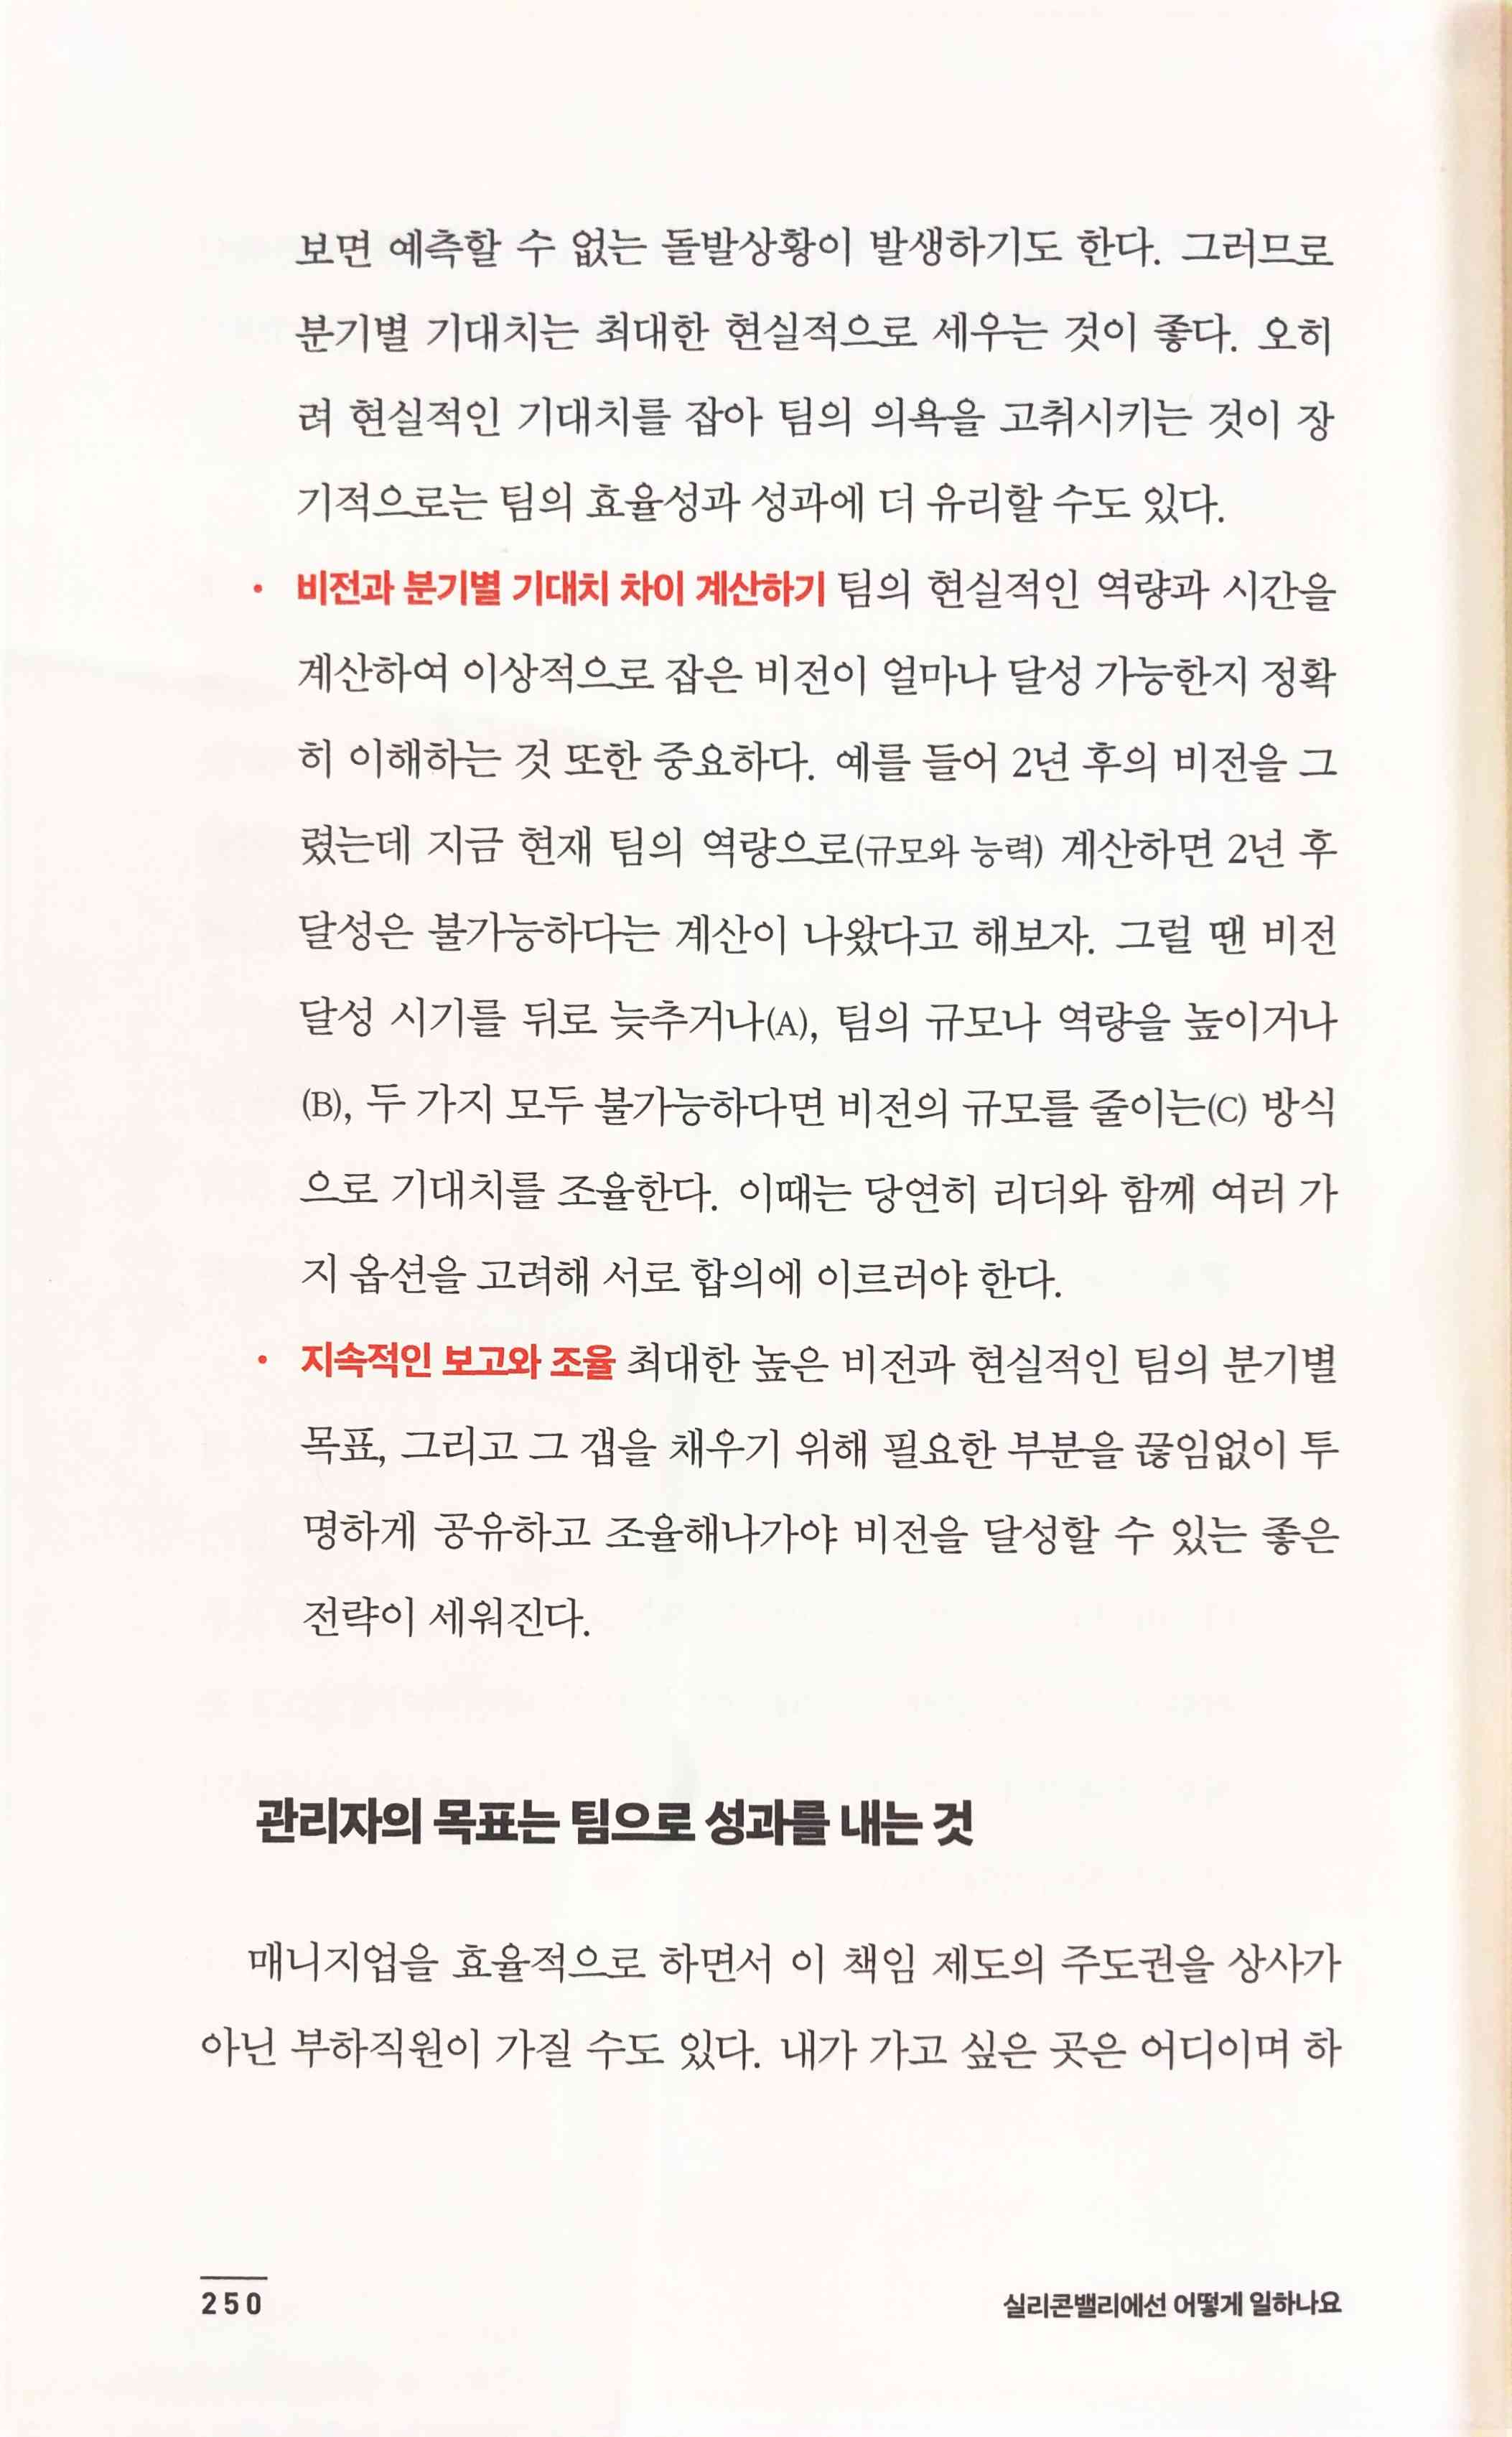 보면 예측할 수 없는 돌발상황이 발생하기도 한다. 그러므로
분기별 기대치는 최대한 현실적으로 세우는 것이 좋다. 오히
려 현실적인 기대치를 잡아 팀의 의욕을 고취시키는 것이 장
기적으로는 팀의 효율성과 성과에 더 유리할 수도 있다.
• 비전과 분기별 기대치 차이 계산하기 팀의 현실적인 역량과 시간을
계산하여 이상적으로 잡은 비전이 얼마나 달성 가능한지 정확
히 이해하는 것 또한 중요하다. 예를 들어 2년 후의 비전을 그
렸는데 지금 현재 팀의 역량으로(규모와 능력) 계산하면 2년 후
달성은 불가능하다는 계산이 나왔다고 해보자. 그럴 땐 비전
달성 시기를 뒤로 늦추거나(A), 팀의 규모나 역량을 높이거나
(B), 두 가지 모두 불가능하다면 비전의 규모를 줄이는(C) 방식
으로 기대치를 조율한다. 이때는 당연히 리더와 함께 여러 가
지 옵션을 고려해 서로 합의에 이르러야 한다.
• 지속적인 보고와 조율 최대한 높은 비전과 현실적인 팀의 분기별
목표, 그리고 그 갭을 채우기 위해 필요한 부분을 끊임없이 투
명하게 공유하고 조율해나가야 비전을 달성할 수 있는 좋은
전략이 세워진다.
관리자의 목표는 팀으로 성과를 내는 것
매니지업을 효율적으로 하면서 이 책임 제도의 주도권을 상사가
아닌 부하직원이 가질 수도 있다. 내가 가고 싶은 곳은 어디이며 하
250
실리콘밸리에선 어떻게 일하나요